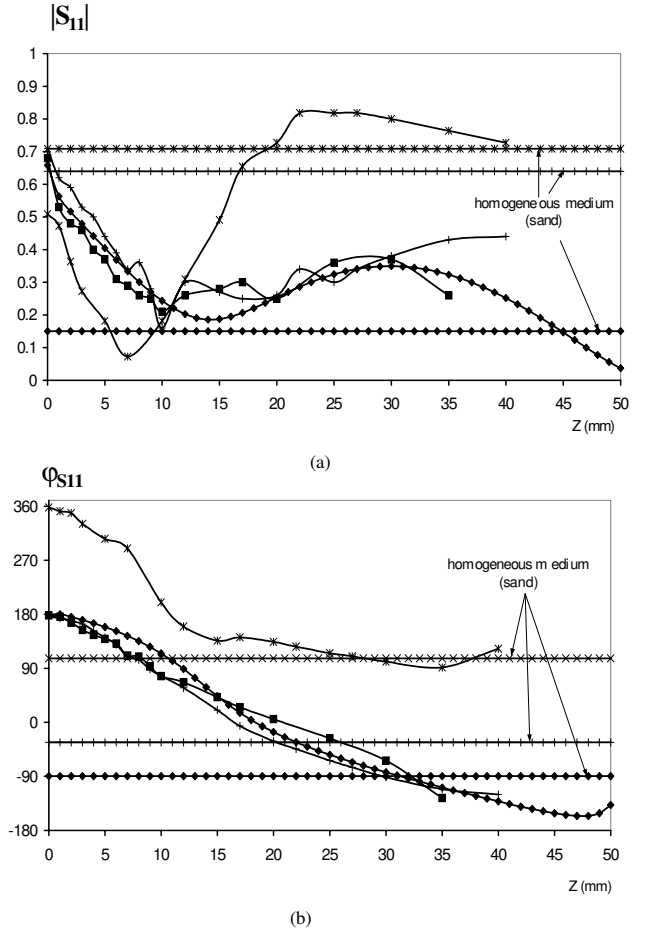 |S11|
1
0.9
0.8
0.7
0.6
0.5
0.4
0.3
0.2
0.1
0
0 5 10 15 20 25 30 35 40 45 50
homogeneous medium
(sand)
Z (mm)
(a)
φS11
360
270
180
90
0
-90
-180
0 5 10 15 20 25 30 35 40 45 50
homogeneous medium
(sand)
Z (mm)
(b)